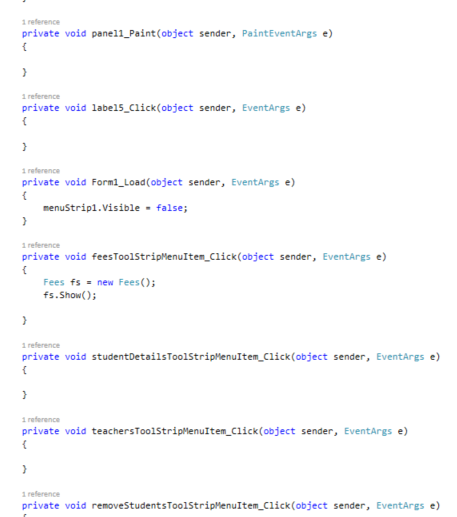 }
1 reference
private void panel1_Paint(object sender, PaintEventArgs e)
{
}
1 reference
private void label5_Click(object sender, EventArgs e)
{
}
1 reference
private void Form1_Load(object sender, EventArgs e)
{
menuStrip1.Visible = false;
}
1 reference
private void feesToolStripMenuItem_Click(object sender, EventArgs e)
{
Fees fs = new Fees();
fs.Show();
}
1 reference
private void studentDetailsToolStripMenuItem_Click(object sender, EventArgs e)
{
}
1 reference
private void teachersToolStripMenuItem_Click(object sender, EventArgs e)
{
}
1 reference
private void removeStudentsToolStripMenuItem_Click(object sender, EventArgs e)
{